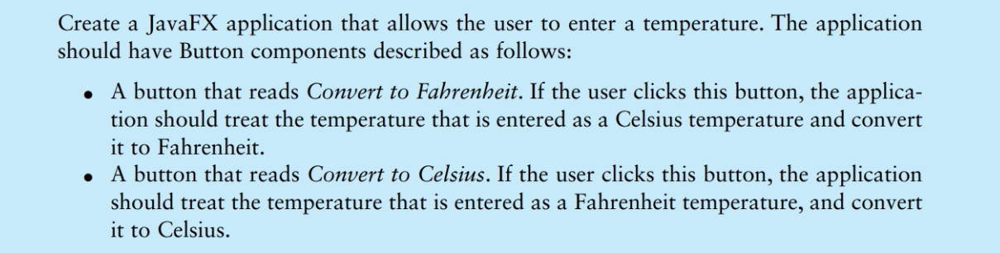 Create a JavaFX application that allows the user to enter a temperature. The application
should have Button components described as follows:
• A button that reads Convert to Fahrenheit. If the user clicks this button, the applica-
tion should treat the temperature that is entered as a Celsius temperature and convert
it to Fahrenheit.
• A button that reads Convert to Celsius. If the user clicks this button, the application
should treat the temperature that is entered as a Fahrenheit temperature, and convert
it to Celsius.